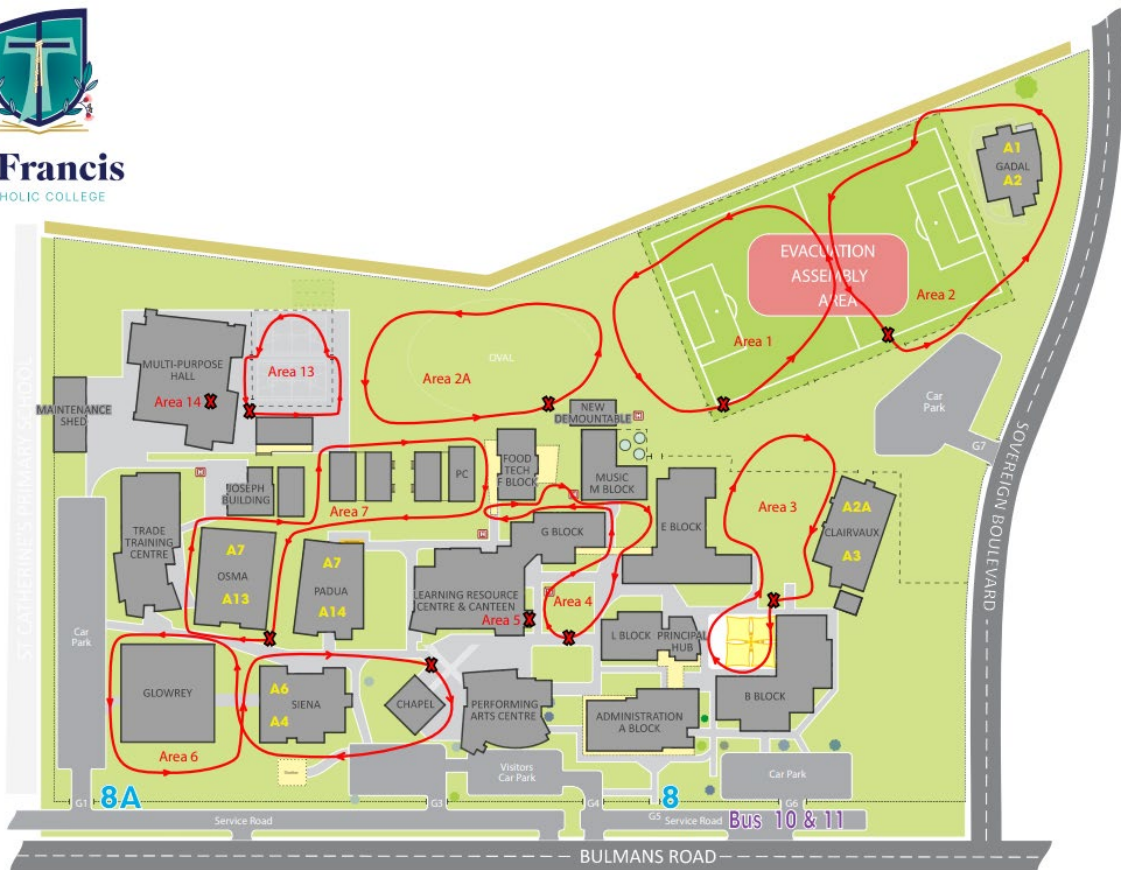 Francis
HOLIC COLLEGE
A1
GADAL
A2
EVACUATION
ASSEMBLY
AREA
Area 2
Area 1
MULTI-PURPOSE
HALL
Area 13
Area 14
OVAL
Area 2A
MAINTENANCE
SHED
NEW
DEMOUNTABLE
Car
Park
G7
SOVEREIGN BOULEVARD
ST CATHERINE'S PRIMARY SCHOOL
FOOD
TECH
F BLOCK
MUSIC
M BLOCK
PC
JOSEPH
BUILDING
Area 7
Area 3
A2A
CLAIRVAUX
A3
TRADE
TRAINING
CENTRE
G BLOCK
E BLOCK
A7
OSMA
A13
A7
PADUA
A14
LEARNING RESOURCE
CENTRE & CANTEEN
Area 5
Area 4
L BLOCK
PRINCIPAL
HUB
Car
Park
GLOWREY
A6
SIENA
A4
CHAPEL
PERFORMING
ARTS CENTRE
ADMINISTRATION
A BLOCK
B BLOCK
Area 6
Visitors
Car Park
Car Park
G1
8A
G3
G4
8
G5
G6
Service Road
Service Road
Bus 10 & 11
BULMANS ROAD